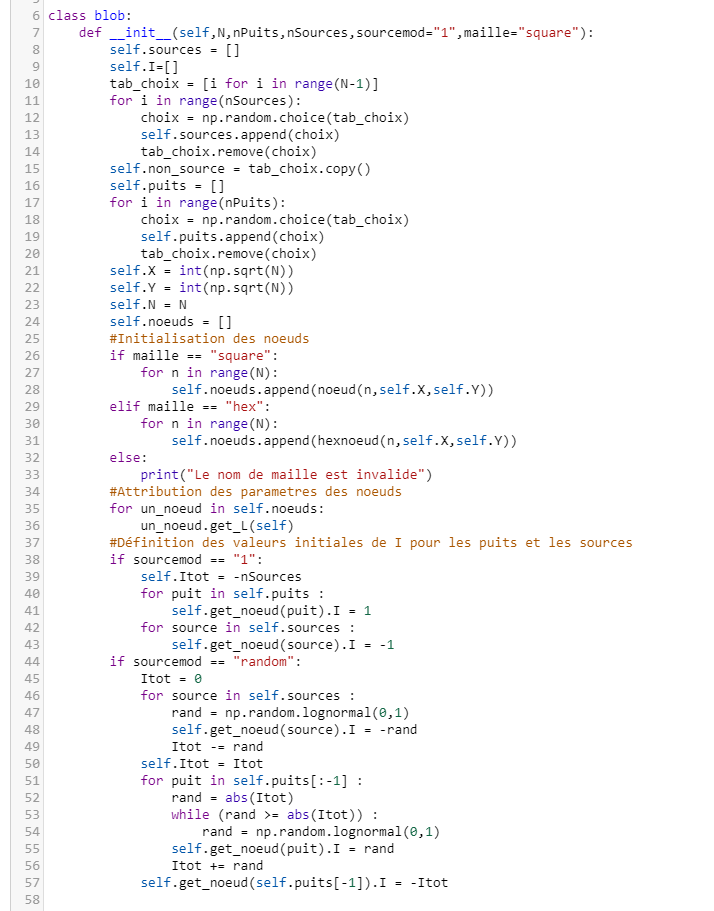 6 class blob:
7     def __init__(self,N,nPuits,nSources,sourcemod="1",maille="square"):
8         self.sources = []
9         self.I=[]
10         tab_choix = [i for i in range(N-1)]
11         for i in range(nSources):
12             choix = np.random.choice(tab_choix)
13             self.sources.append(choix)
14             tab_choix.remove(choix)
15         self.non_source = tab_choix.copy()
16         self.puits = []
17         for i in range(nPuits):
18             choix = np.random.choice(tab_choix)
19             self.puits.append(choix)
20             tab_choix.remove(choix)
21         self.X = int(np.sqrt(N))
22         self.Y = int(np.sqrt(N))
23         self.N = N
24         self.noeuds = []
25         #Initialisation des noeuds
26         if maille == "square":
27             for n in range(N):
28                 self.noeuds.append(noeud(n,self.X,self.Y))
29         elif maille == "hex":
30             for n in range(N):
31                 self.noeuds.append(hexnoeud(n,self.X,self.Y))
32         else:
33             print("Le nom de maille est invalide")
34         #Attribution des parametres des noeuds
35         for un_noeud in self.noeuds:
36             un_noeud.get_L(self)
37         #Définition des valeurs initiales de I pour les puits et les sources
38         if sourcemod == "1":
39             self.Itot = -nSources
40             for puit in self.puits :
41                 self.get_noeud(puit).I = 1
42             for source in self.sources :
43                 self.get_noeud(source).I = -1
44         if sourcemod == "random":
45             Itot = 0
46             for source in self.sources :
47                 rand = np.random.lognormal(0,1)
48                 self.get_noeud(source).I = -rand
49                 Itot -= rand
50             self.Itot = Itot
51             for puit in self.puits[:-1] :
52                 rand = abs(Itot)
53                 while (rand >= abs(Itot)) :
54                     rand = np.random.lognormal(0,1)
55                 self.get_noeud(puit).I = rand
56                 Itot += rand
57             self.get_noeud(self.puits[-1]).I = -Itot
58